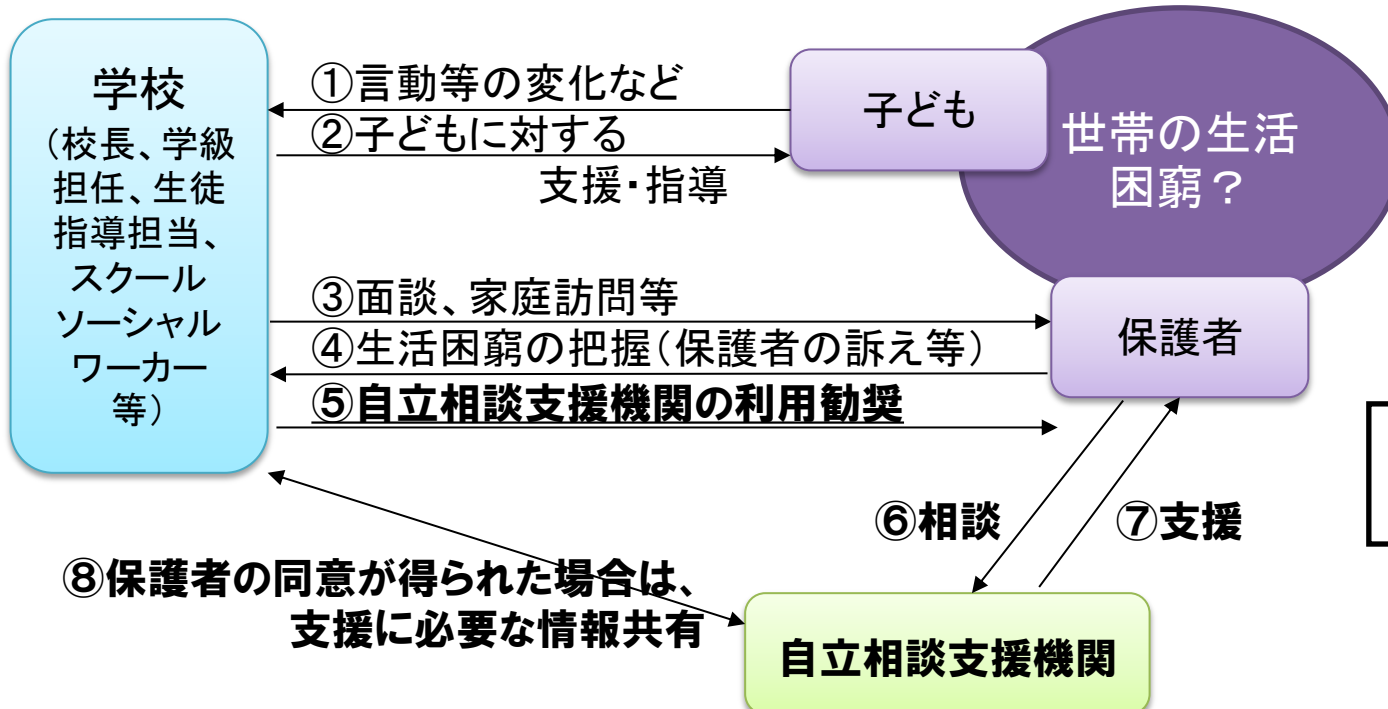 学校
（校長、学級
担任、生徒
指導担当、
スクール
ソーシャル
ワーカー
等）
①言動等の変化など
②子どもに対する
支援・指導
子ども
世帯の生活
困窮？
③面談、家庭訪問等
④生活困窮の把握（保護者の訴え等）
⑤自立相談支援機関の利用勧奨
保護者
⑥相談
⑦支援
⑧保護者の同意が得られた場合は、
支援に必要な情報共有
自立相談支援機関